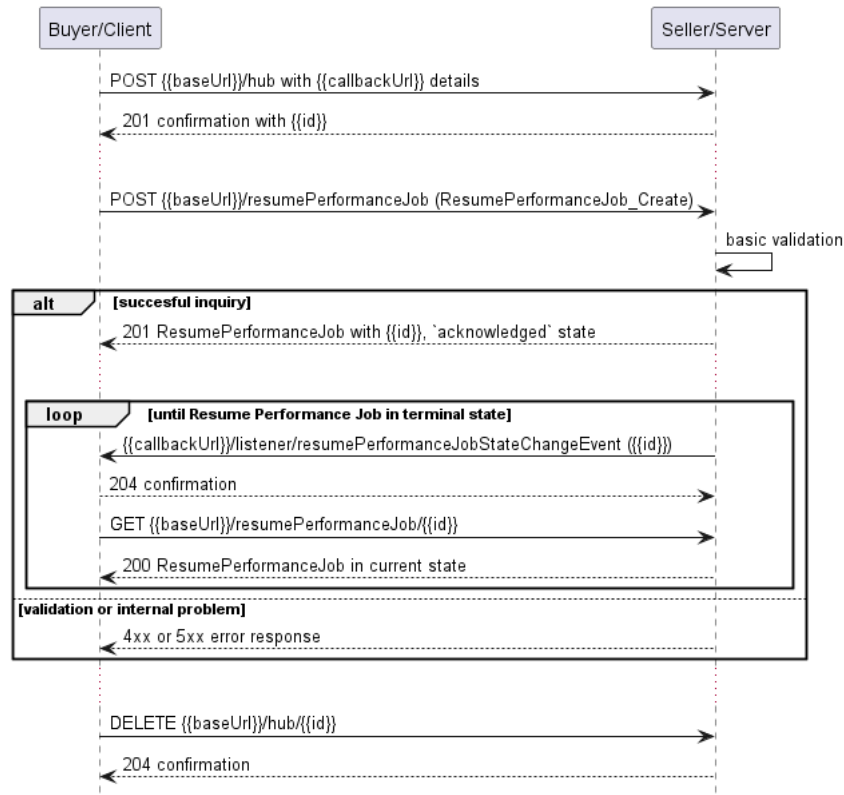 Buyer/Client
Seller/Server
POST {{baseUrl}}/hub with {{callbackUrl}} details
201 confirmation with {{id}}
POST {{baseUrl}}/resumePerformanceJob (ResumePerformanceJob_Create)
basic validation
alt [succesful inquiry]
201 ResumePerformanceJob with {{id}}, `acknowledged` state
loop [until Resume Performance Job in terminal state]
{{callbackUrl}}/listener/resumePerformanceJobStateChangeEvent ({{id}})
204 confirmation
GET {{baseUrl}}/resumePerformanceJob/{{id}}
200 ResumePerformanceJob in current state
[validation or internal problem]
4xx or 5xx error response
DELETE {{baseUrl}}/hub/{{id}}
204 confirmation